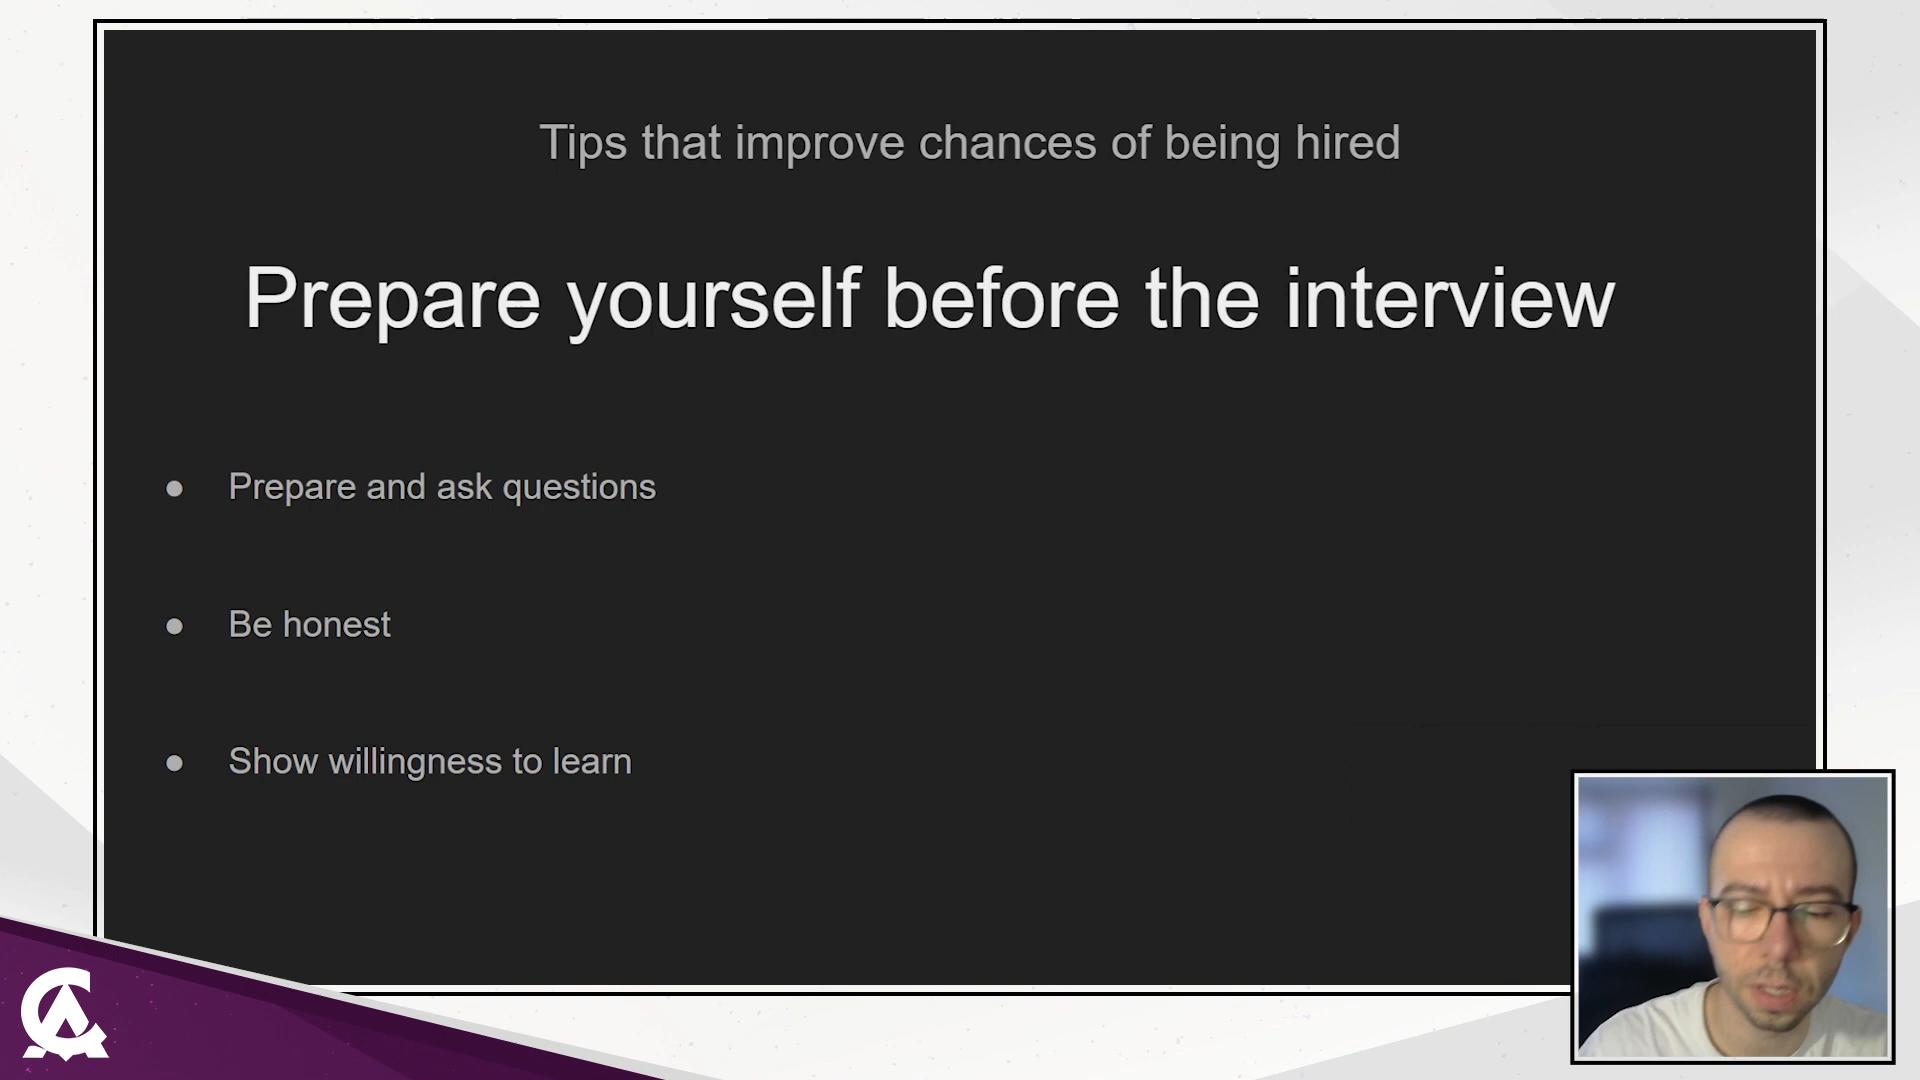 Tips that improve chances of being hired
Prepare yourself before the interview
● Prepare and ask questions
● Be honest
● Show willingness to learn